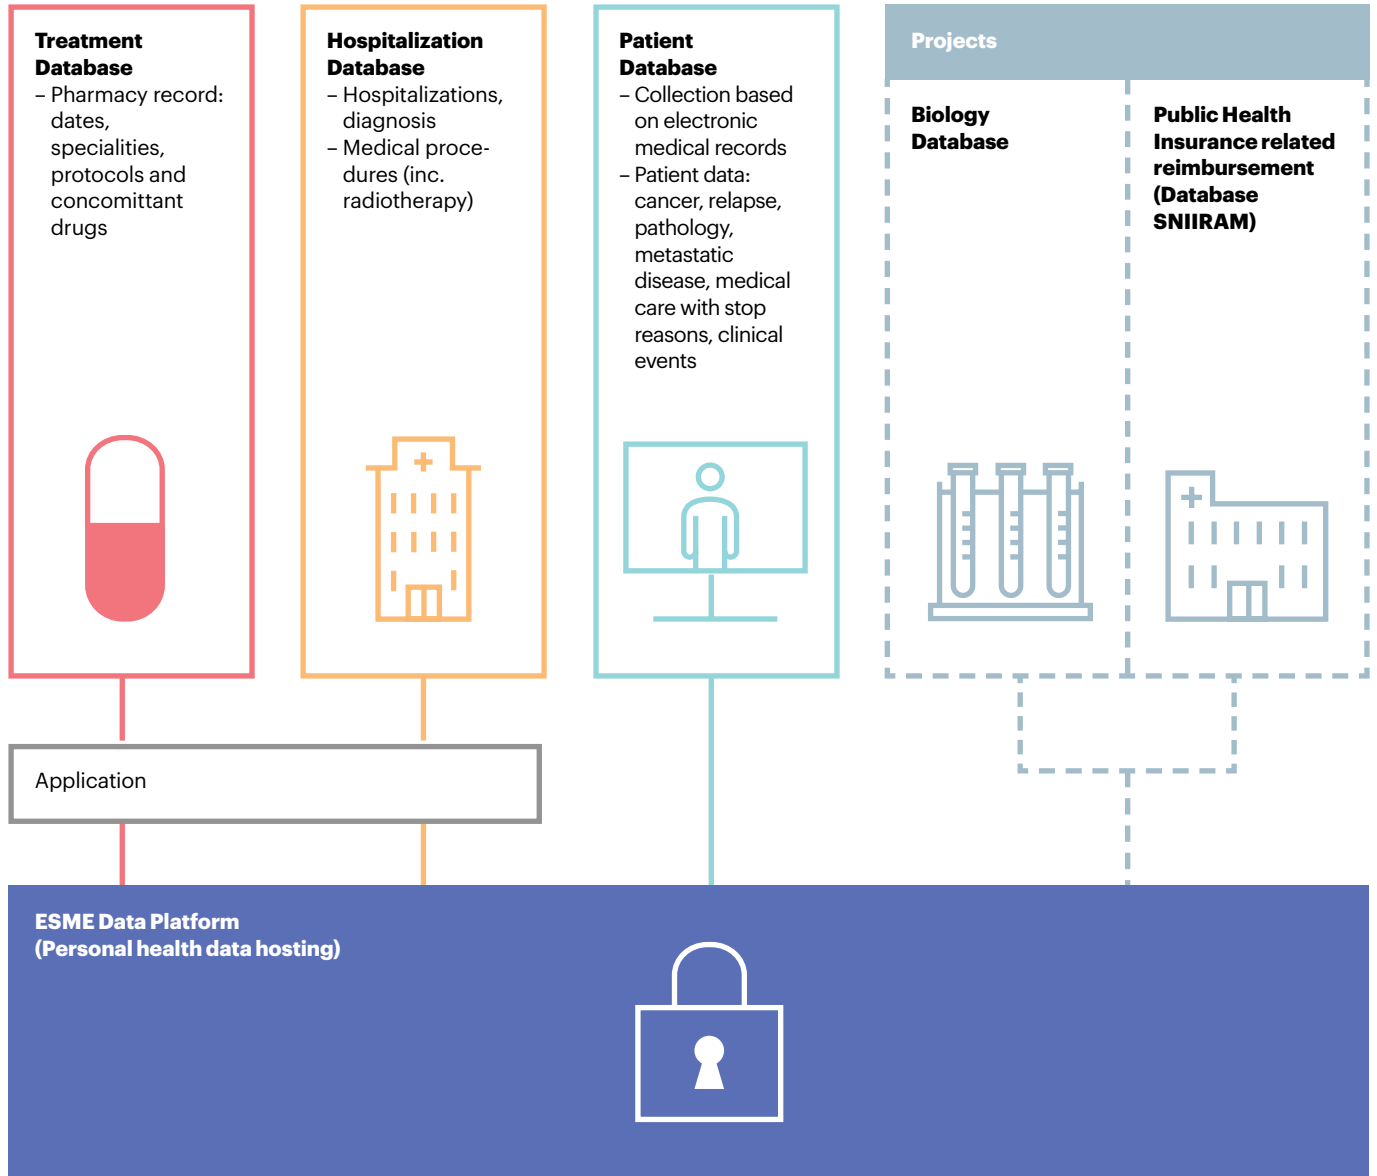 Treatment
Database
– Pharmacy record:
dates,
specialities,
protocols and
concomittant
drugs
Hospitalization
Database
– Hospitalizations,
diagnosis
– Medical proce-
dures (inc.
radiotherapy)
Patient
Database
– Collection based
on electronic
medical records
– Patient data:
cancer, relapse,
pathology,
metastatic
disease, medical
care with stop
reasons, clinical
events
Projects
Biology
Database
Public Health
Insurance related
reimbursement
(Database
SNIIRAM)
Application
ESME Data Platform
(Personal health data hosting)